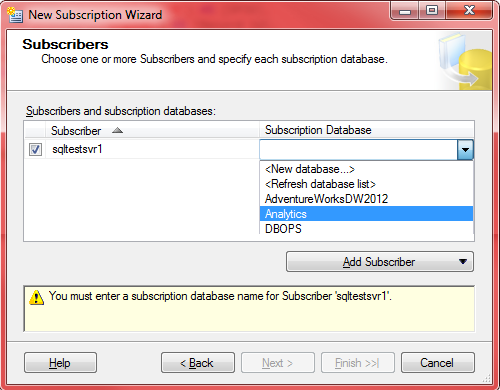 New Subscription Wizard
Subscribers
Choose one or more Subscribers and specify each subscription database.
Subscribers and subscription databases:
Subscriber Subscription Database
sqltestsvr1
<New database...>
<Refresh database list>
AdventureWorksDW2012
Analytics
DBOPS
Add Subscriber
You must enter a subscription database name for Subscriber 'sqltestsvr1'.
Help < Back Next > Finish >>| Cancel